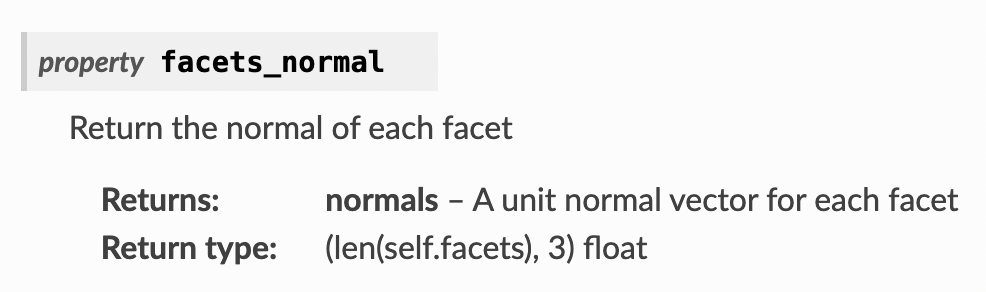 property facets_normal
Return the normal of each facet
Returns: normals – A unit normal vector for each facet
Return type: (len(self.facets), 3) float